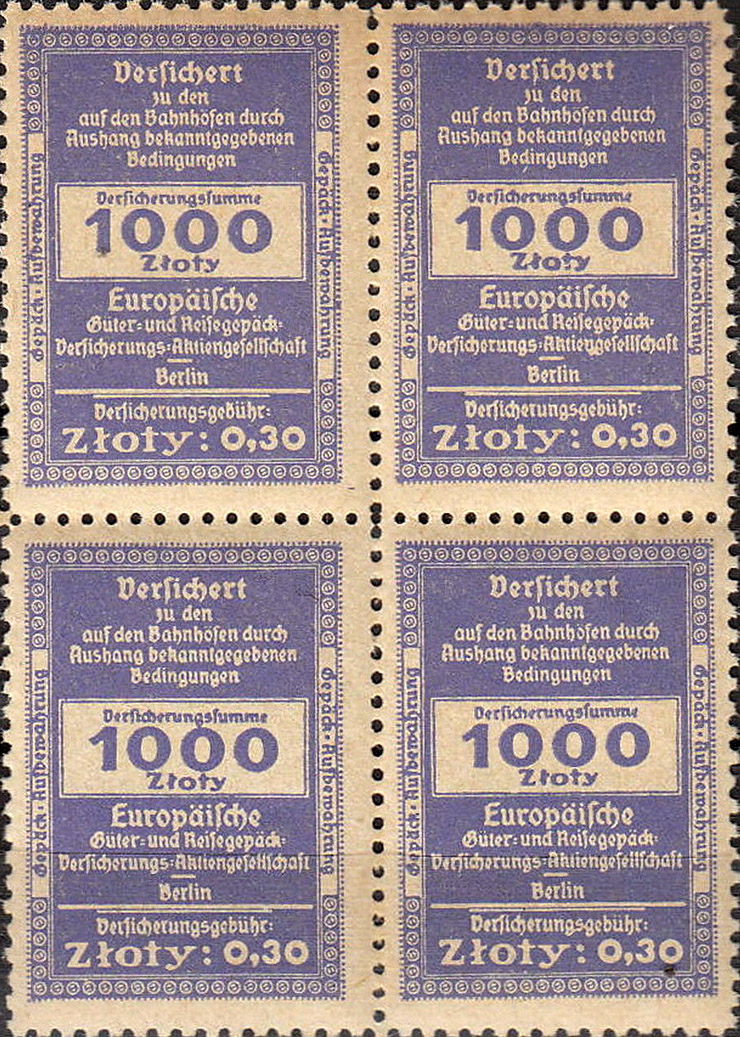 Versichert
zu den
auf den Bahnhöfen durch
Aushang bekanntgegebenen
Bedingungen
Gepäck-Aufbewahrung
Gepäck-Aufbewahrung
Versicherungssumme
1000
Złoty
Europäische
Güter- und Reisegepäck-
Versicherungs-Aktiengesellschaft
Berlin
Versicherungsgebühr:
Złoty: 0,30
Versichert
zu den
auf den Bahnhöfen durch
Aushang bekanntgegebenen
Bedingungen
Gepäck-Aufbewahrung
Gepäck-Aufbewahrung
Versicherungssumme
1000
Złoty
Europäische
Güter- und Reisegepäck-
Versicherungs-Aktiengesellschaft
Berlin
Versicherungsgebühr:
Złoty: 0,30
Versichert
zu den
auf den Bahnhöfen durch
Aushang bekanntgegebenen
Bedingungen
Gepäck-Aufbewahrung
Gepäck-Aufbewahrung
Versicherungssumme
1000
Złoty
Europäische
Güter- und Reisegepäck-
Versicherungs-Aktiengesellschaft
Berlin
Versicherungsgebühr:
Złoty: 0,30
Versichert
zu den
auf den Bahnhöfen durch
Aushang bekanntgegebenen
Bedingungen
Gepäck-Aufbewahrung
Gepäck-Aufbewahrung
Versicherungssumme
1000
Złoty
Europäische
Güter- und Reisegepäck-
Versicherungs-Aktiengesellschaft
Berlin
Versicherungsgebühr:
Złoty: 0,30